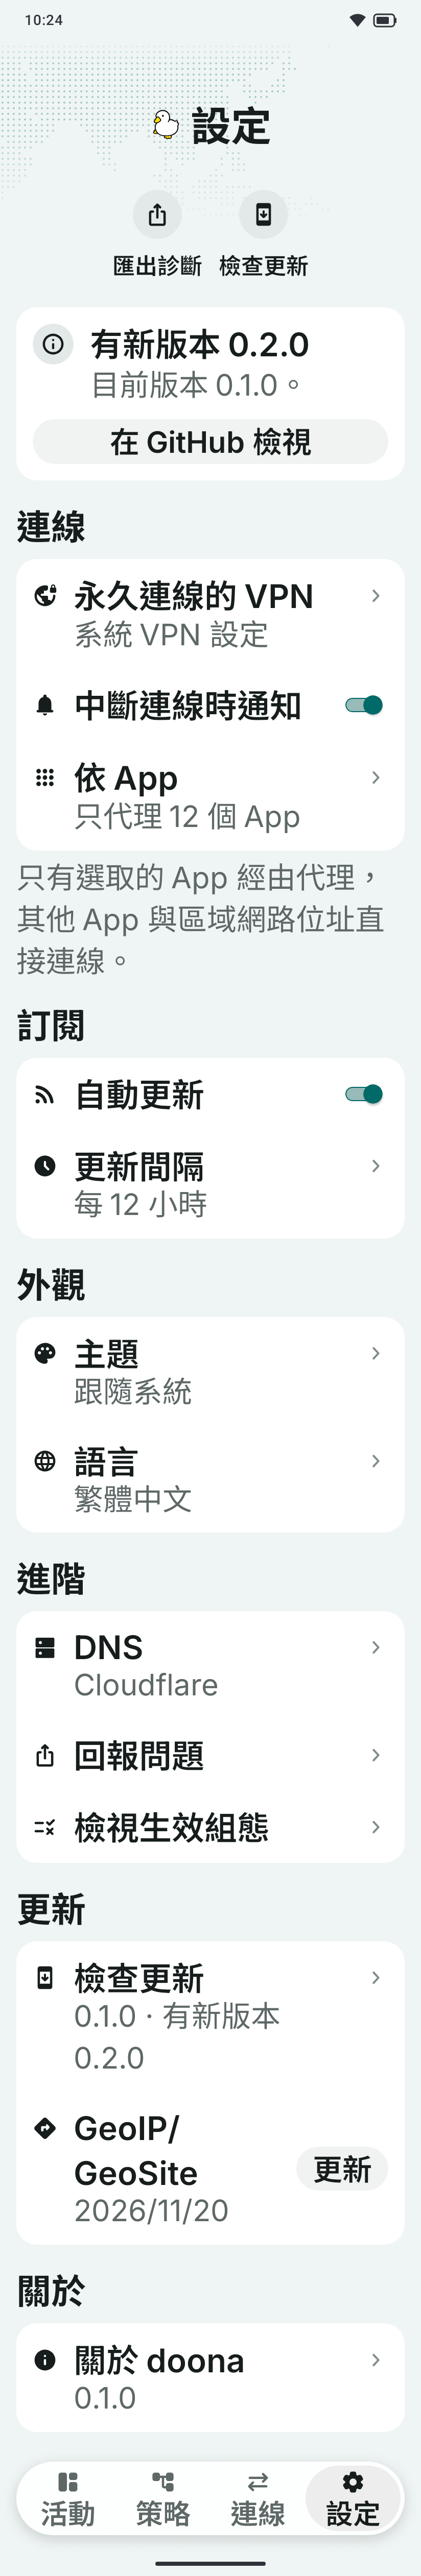 10:24
設定
匯出診斷
檢查更新
有新版本 0.2.0
目前版本 0.1.0。
在 GitHub 檢視
連線
永久連線的 VPN
系統 VPN 設定
中斷連線時通知
依 App
只代理 12 個 App
只有選取的 App 經由代理，
其他 App 與區域網路位址直
接連線。
訂閱
自動更新
更新間隔
每 12 小時
外觀
主題
跟隨系統
語言
繁體中文
進階
DNS
Cloudflare
回報問題
檢視生效組態
更新
檢查更新
0.1.0 · 有新版本
0.2.0
GeoIP/
GeoSite
更新
2026/11/20
關於
關於 doona
0.1.0
活動
策略
連線
設定